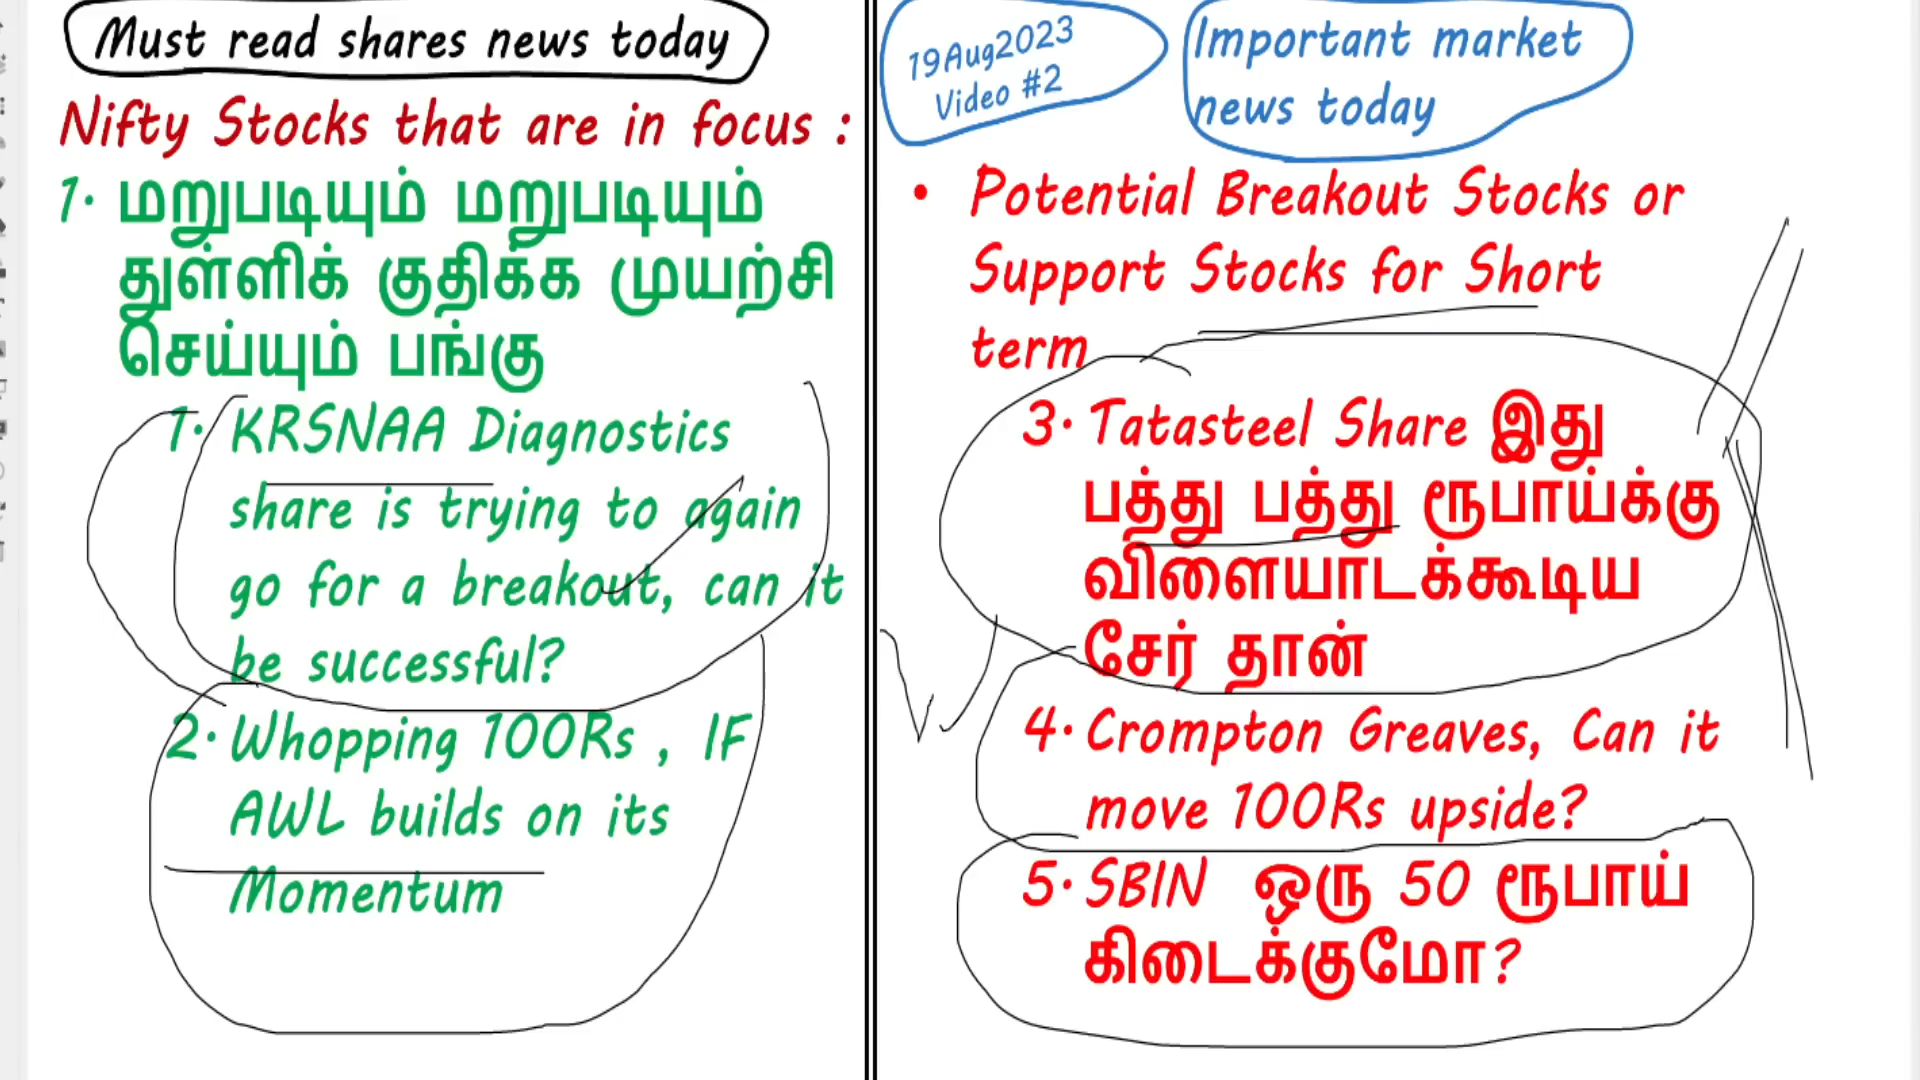 Must read shares news today
Nifty Stocks that are in focus :
1. மறுபடியும் மறுபடியும்
துள்ளிக் குதிக்க முயற்சி
செய்யும் பங்கு
1. KRSNAA Diagnostics
share is trying to again
go for a breakout, can it
be successful?
2. Whopping 100Rs , IF
AWL builds on its
Momentum
19Aug2023
Video #2
Important market
news today
• Potential Breakout Stocks or
Support Stocks for Short
term
3. Tatasteel Share இது
பத்து பத்து ரூபாய்க்கு
விளையாடக்கூடிய
சேர் தான்
4. Crompton Greaves, Can it
move 100Rs upside?
5. SBIN ஒரு 50 ரூபாய்
கிடைக்குமோ?